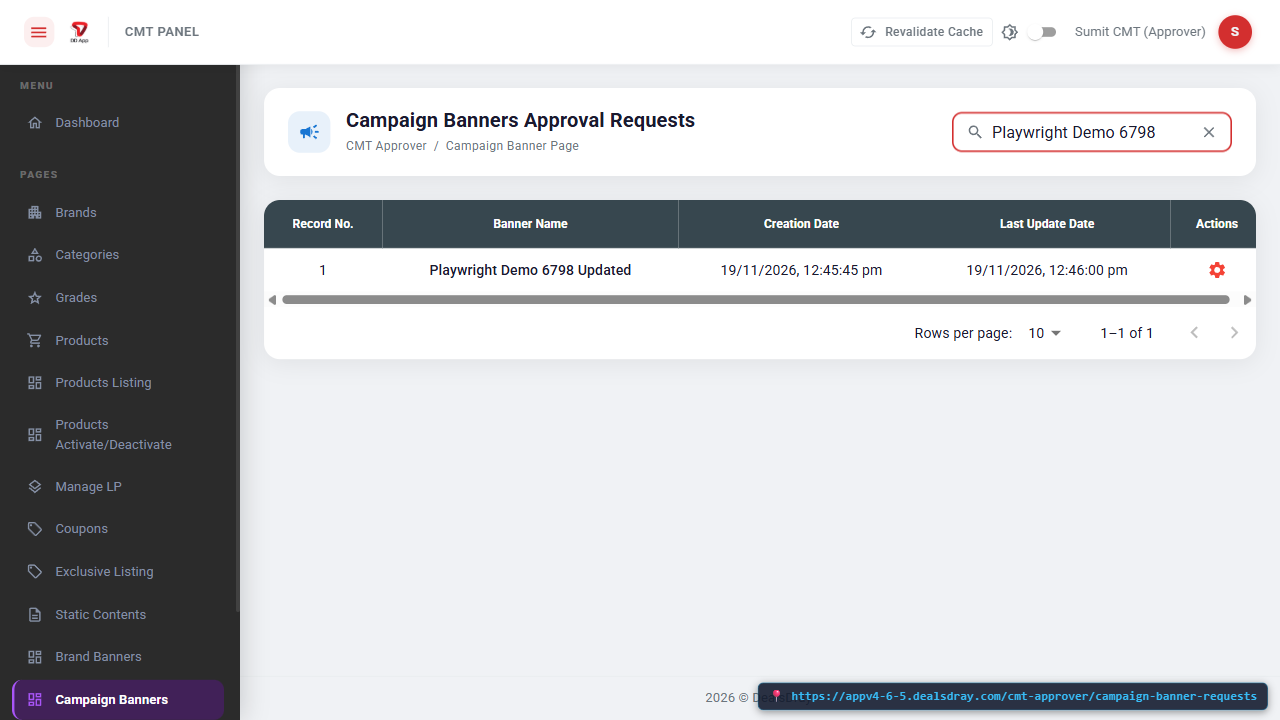 DD App
CMT PANEL
Revalidate Cache
Sumit CMT (Approver)
S
MENU
Dashboard
PAGES
Brands
Categories
Grades
Products
Products Listing
Products
Activate/Deactivate
Manage LP
Coupons
Exclusive Listing
Static Contents
Brand Banners
Campaign Banners
Campaign Banners Approval Requests
CMT Approver / Campaign Banner Page
Playwright Demo 6798
Record No. Banner Name Creation Date Last Update Date Actions
1 Playwright Demo 6798 Updated 19/11/2026, 12:45:45 pm 19/11/2026, 12:46:00 pm
Rows per page: 10 1–1 of 1
2026 ©
https://appv4-6-5.dealsdray.com/cmt-approver/campaign-banner-requests